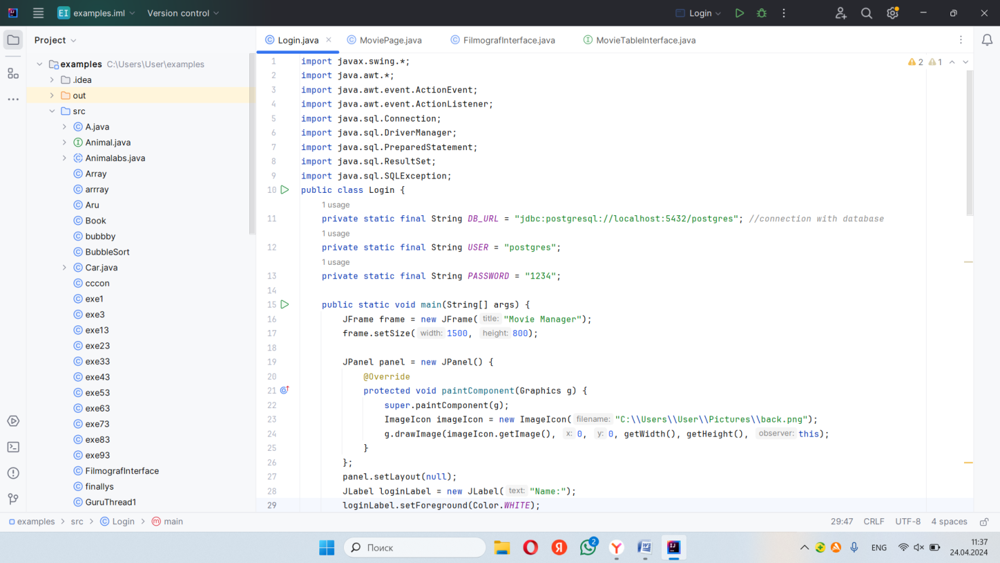 EI examples.iml Version control Login
Project
Login.java MoviePage.java FilmografInterface.java MovieTableInterface.java
examples C:\Users\User\examples
.idea
out
src
A.java
Animal.java
Animalabs.java
Array
arrray
Aru
Book
bubbby
BubbleSort
Car.java
cccon
exe1
exe3
exe13
exe23
exe33
exe43
exe53
exe63
exe73
exe83
exe93
FilmografInterface
finallys
GuruThread1
2 1
1 import javax.swing.*;
2 import java.awt.*;
3 import java.awt.event.ActionEvent;
4 import java.awt.event.ActionListener;
5 import java.sql.Connection;
6 import java.sql.DriverManager;
7 import java.sql.PreparedStatement;
8 import java.sql.ResultSet;
9 import java.sql.SQLException;
10 public class Login {
1 usage
11 private static final String DB_URL = "jdbc:postgresql://localhost:5432/postgres"; //connection with database
1 usage
12 private static final String USER = "postgres";
1 usage
13 private static final String PASSWORD = "1234";
14
15 public static void main(String[] args) {
16 JFrame frame = new JFrame( title: "Movie Manager");
17 frame.setSize( width: 1500, height: 800);
18
19 JPanel panel = new JPanel() {
20 @Override
21 protected void paintComponent(Graphics g) {
22 super.paintComponent(g);
23 ImageIcon imageIcon = new ImageIcon( filename: "C:\\Users\\User\\Pictures\\back.png");
24 g.drawImage(imageIcon.getImage(), x: 0, y: 0, getWidth(), getHeight(), observer: this);
25 }
26 };
27 panel.setLayout(null);
28 JLabel loginLabel = new JLabel( text: "Name:");
29 loginLabel.setForeground(Color.WHITE);
examples > src > Login > main 29:47 CRLF UTF-8 4 spaces
Поиск 2 ENG 11:37
24.04.2024